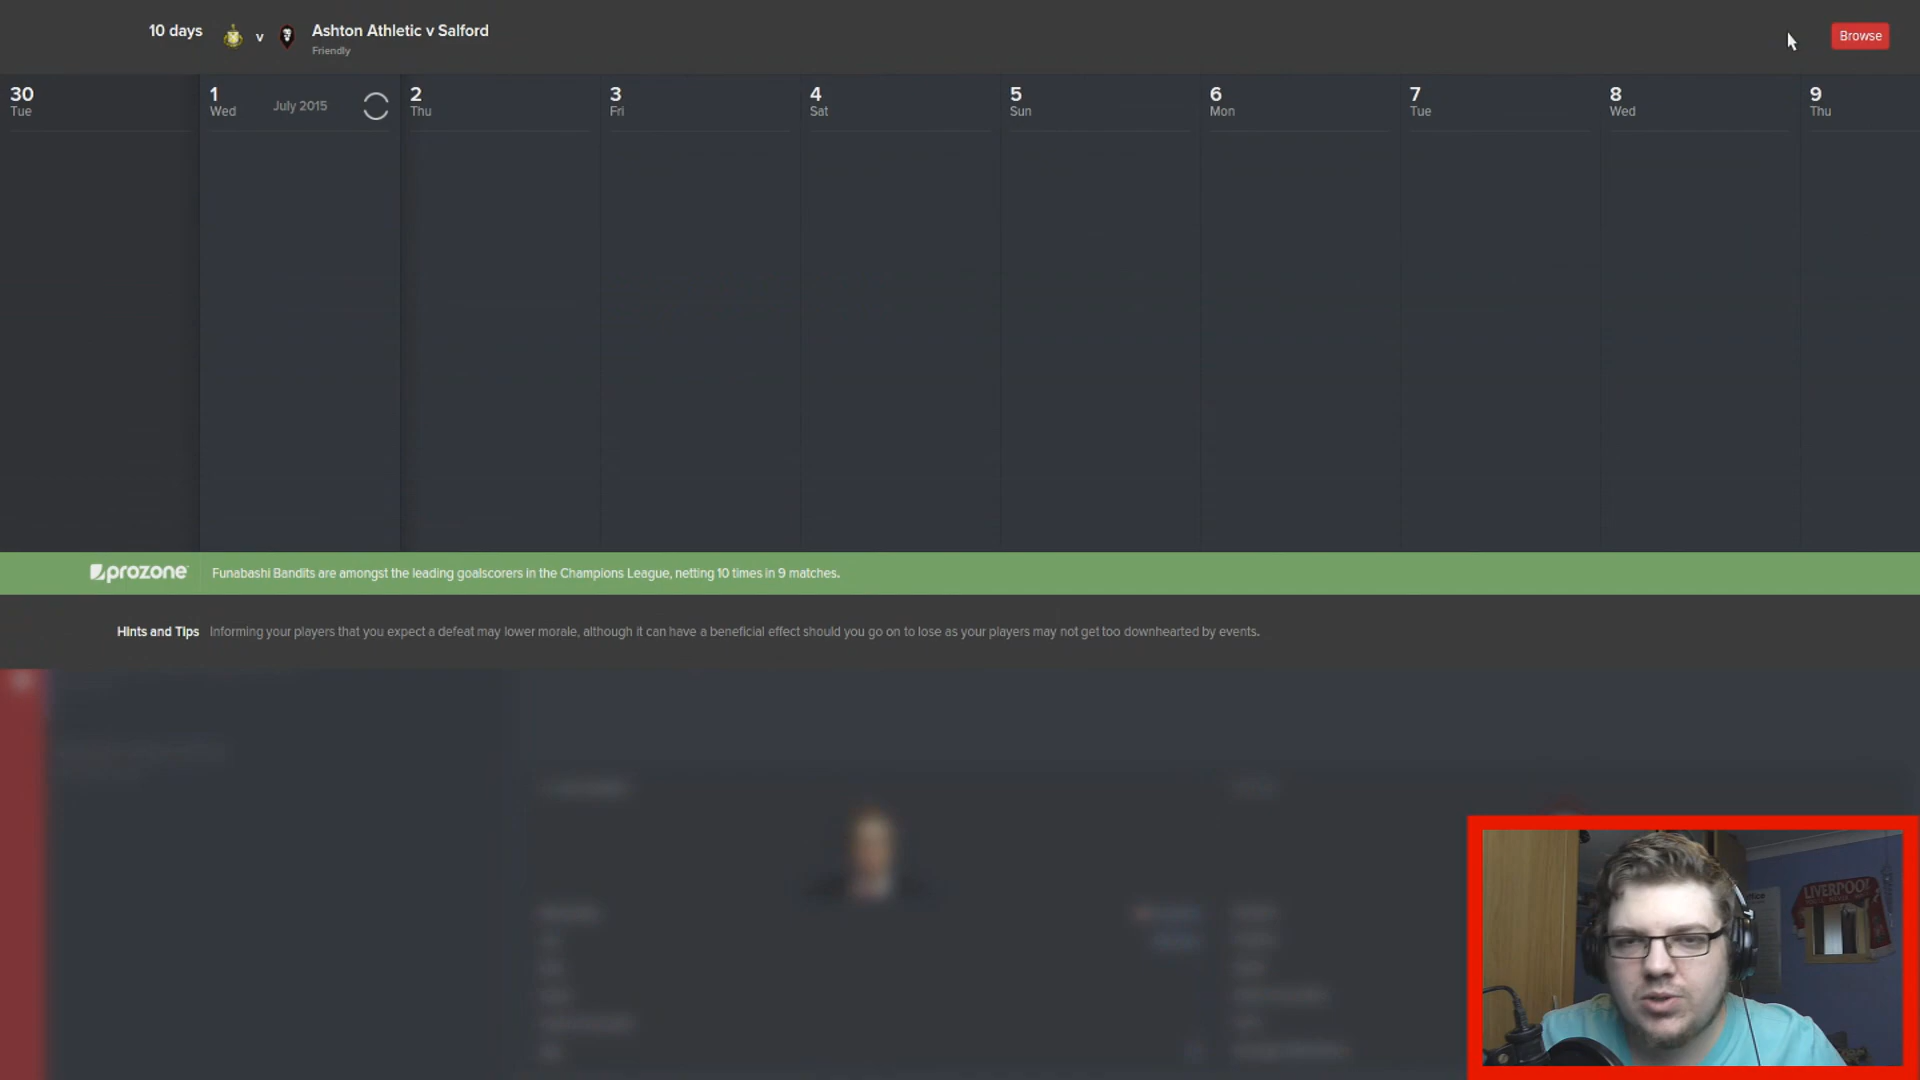 10 days
v
Ashton Athletic v Salford
Friendly
Browse
30
Tue
1
Wed
July 2015
2
Thu
3
Fri
4
Sat
5
Sun
6
Mon
7
Tue
8
Wed
9
Thu
prozone
Funabashi Bandits are amongst the leading goalscorers in the Champions League, netting 10 times in 9 matches.
Hints and Tips
Informing your players that you expect a defeat may lower morale, although it can have a beneficial effect should you go on to lose as your players may not get too downhearted by events.
LIVERPOOL